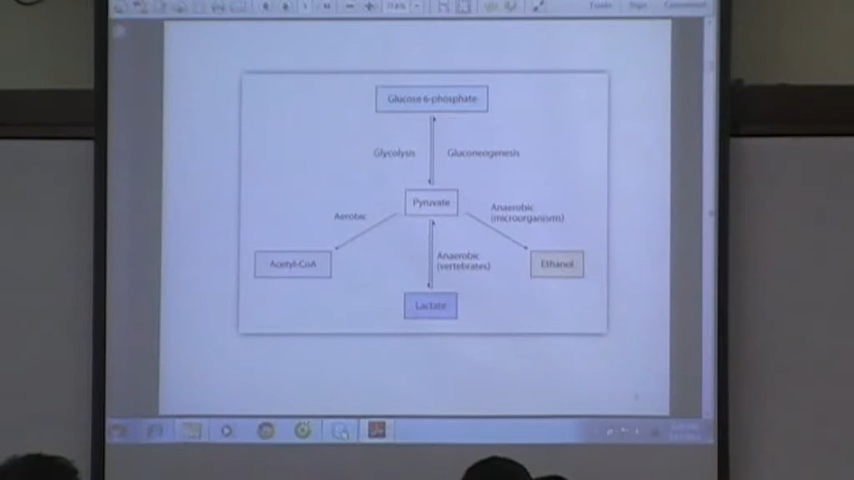 Glucose 6-phosphate
Glycolysis
Gluconeogenesis
Pyruvate
Aerobic
Anaerobic
(microorganisms)
Acetyl-CoA
Anaerobic
(vertebrates)
Ethanol
Lactate